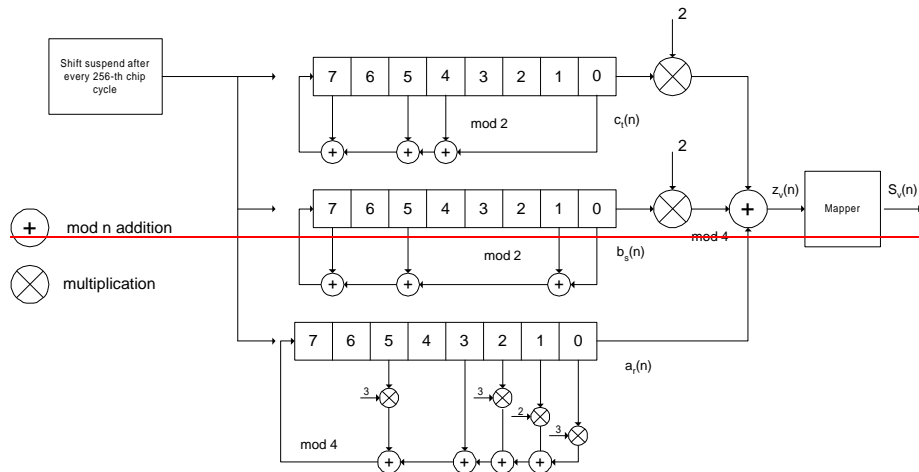 2
Shift suspend after
every 256-th chip
cycle
7 6 5 4 3 2 1 0
mod 2
c_t(n)
+ + +
2
7 6 5 4 3 2 1 0
z_v(n)
S_v(n)
Mapper
+
mod 4
+ mod n addition
mod 2
b_s(n)
+ + +
multiplication
7 6 5 4 3 2 1 0
a_r(n)
3 3 2 3
mod 4
+ + + +